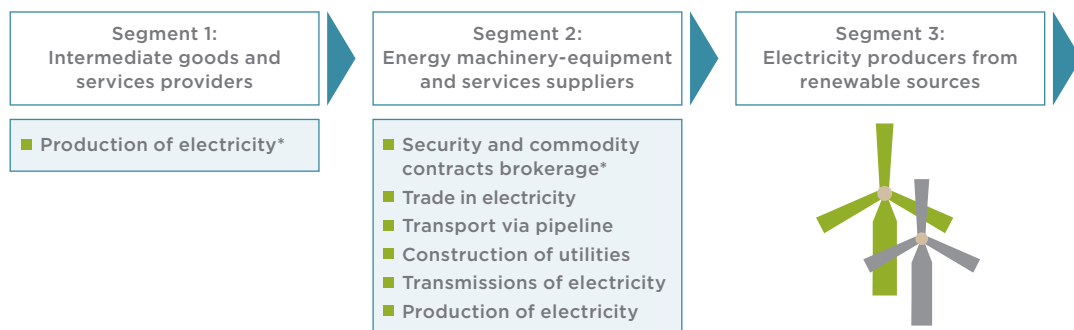 Segment 1:
Intermediate goods and
services providers
Segment 2:
Energy machinery-equipment
and services suppliers
Segment 3:
Electricity producers from
renewable sources
Production of electricity*
Security and commodity
contracts brokerage*
Trade in electricity
Transport via pipeline
Construction of utilities
Transmissions of electricity
Production of electricity